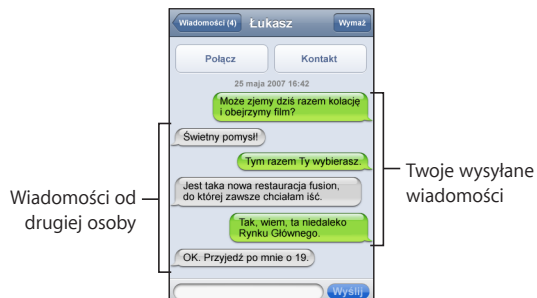 Wiadomości (4) Łukasz Wymaż
Połącz Kontakt
25 maja 2007 16:42
Może zjemy dziś razem kolację
i obejrzymy film?
Świetny pomysł!
Tym razem Ty wybierasz.
Jest taka nowa restauracja fusion,
do której zawsze chciałam iść.
Tak, wiem, ta niedaleko
Rynku Głównego.
OK. Przyjedź po mnie o 19.
Wyślij
Wiadomości od
drugiej osoby
Twoje wysyłane
wiadomości